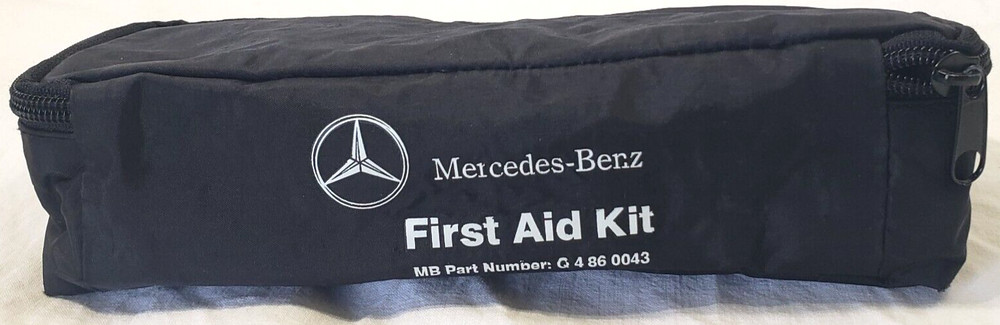 Mercedes-Benz
First Aid Kit
MB Part Number: Q 4 86 0043